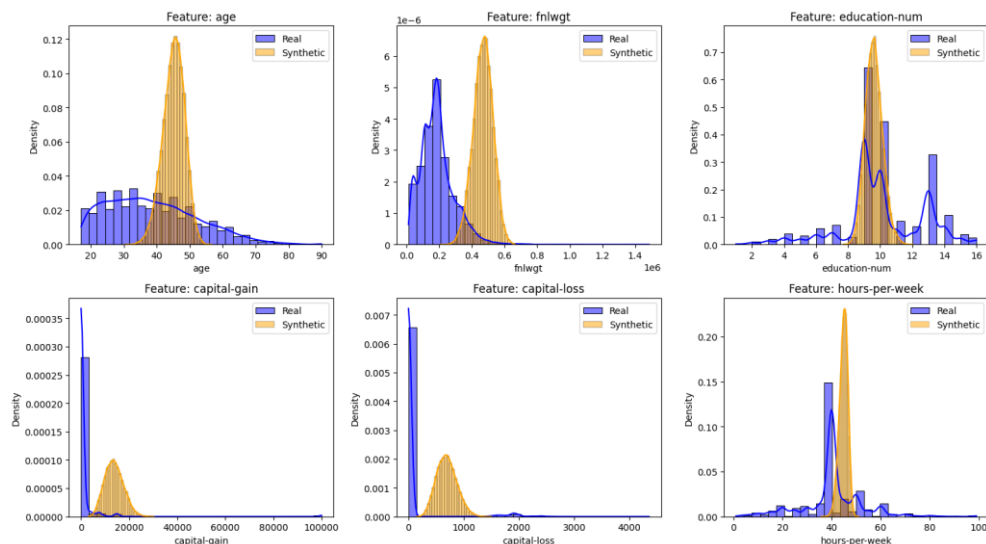 Feature: age
Real
Synthetic
Density
0.12
0.10
0.08
0.06
0.04
0.02
0.00
20 30 40 50 60 70 80 90
age
Feature: fnlwgt
1e-6
Real
Synthetic
Density
6
5
4
3
2
1
0
0.0 0.2 0.4 0.6 0.8 1.0 1.2 1.4
1e6
fnlwgt
Feature: education-num
Real
Synthetic
Density
0.7
0.6
0.5
0.4
0.3
0.2
0.1
0.0
2 4 6 8 10 12 14 16
education-num
Feature: capital-gain
Real
Synthetic
Density
0.00035
0.00030
0.00025
0.00020
0.00015
0.00010
0.00005
0.00000
0 20000 40000 60000 80000 100000
capital-gain
Feature: capital-loss
Real
Synthetic
Density
0.007
0.006
0.005
0.004
0.003
0.002
0.001
0.000
0 1000 2000 3000 4000
capital-loss
Feature: hours-per-week
Real
Synthetic
Density
0.20
0.15
0.10
0.05
0.00
0 20 40 60 80 100
hours-per-week